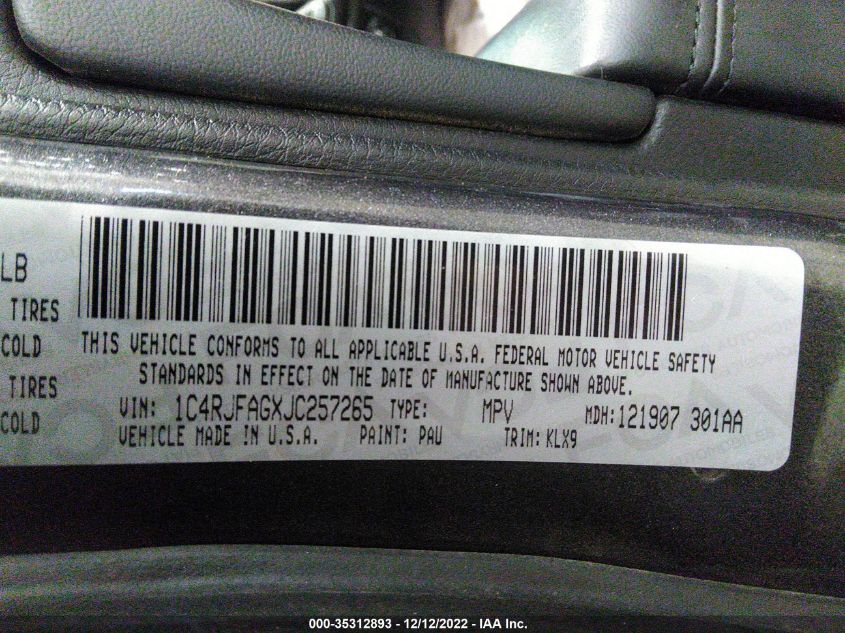 LB
TIRES
COLD
TIRES
COLD
THIS VEHICLE CONFORMS TO ALL APPLICABLE U.S.A. FEDERAL MOTOR VEHICLE SAFETY
STANDARDS IN EFFECT ON THE DATE OF MANUFACTURE SHOWN ABOVE.
VIN: 1C4RJFAGXJC257265 TYPE: MPV MDH:121907 301AA
VEHICLE MADE IN U.S.A. PAINT: PAU TRIM: KLX9
000-35312893 - 12/12/2022 - IAA Inc.